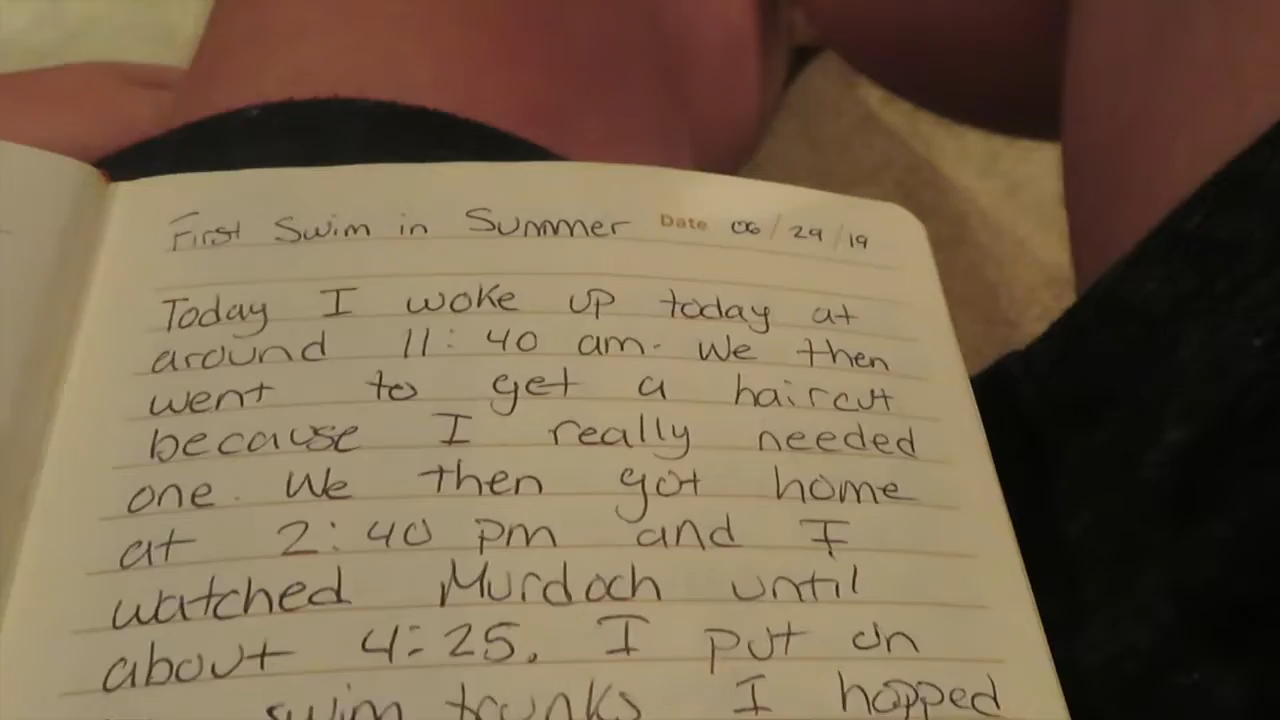 First Swim in Summer Date 06/29/19
Today I woke up today at
around 11:40 am. We then
went to get a haircut
because I really needed
one. We then got home
at 2:40 pm and I
watched Murdoch until
about 4:25. I put on
swim trunks I hopped